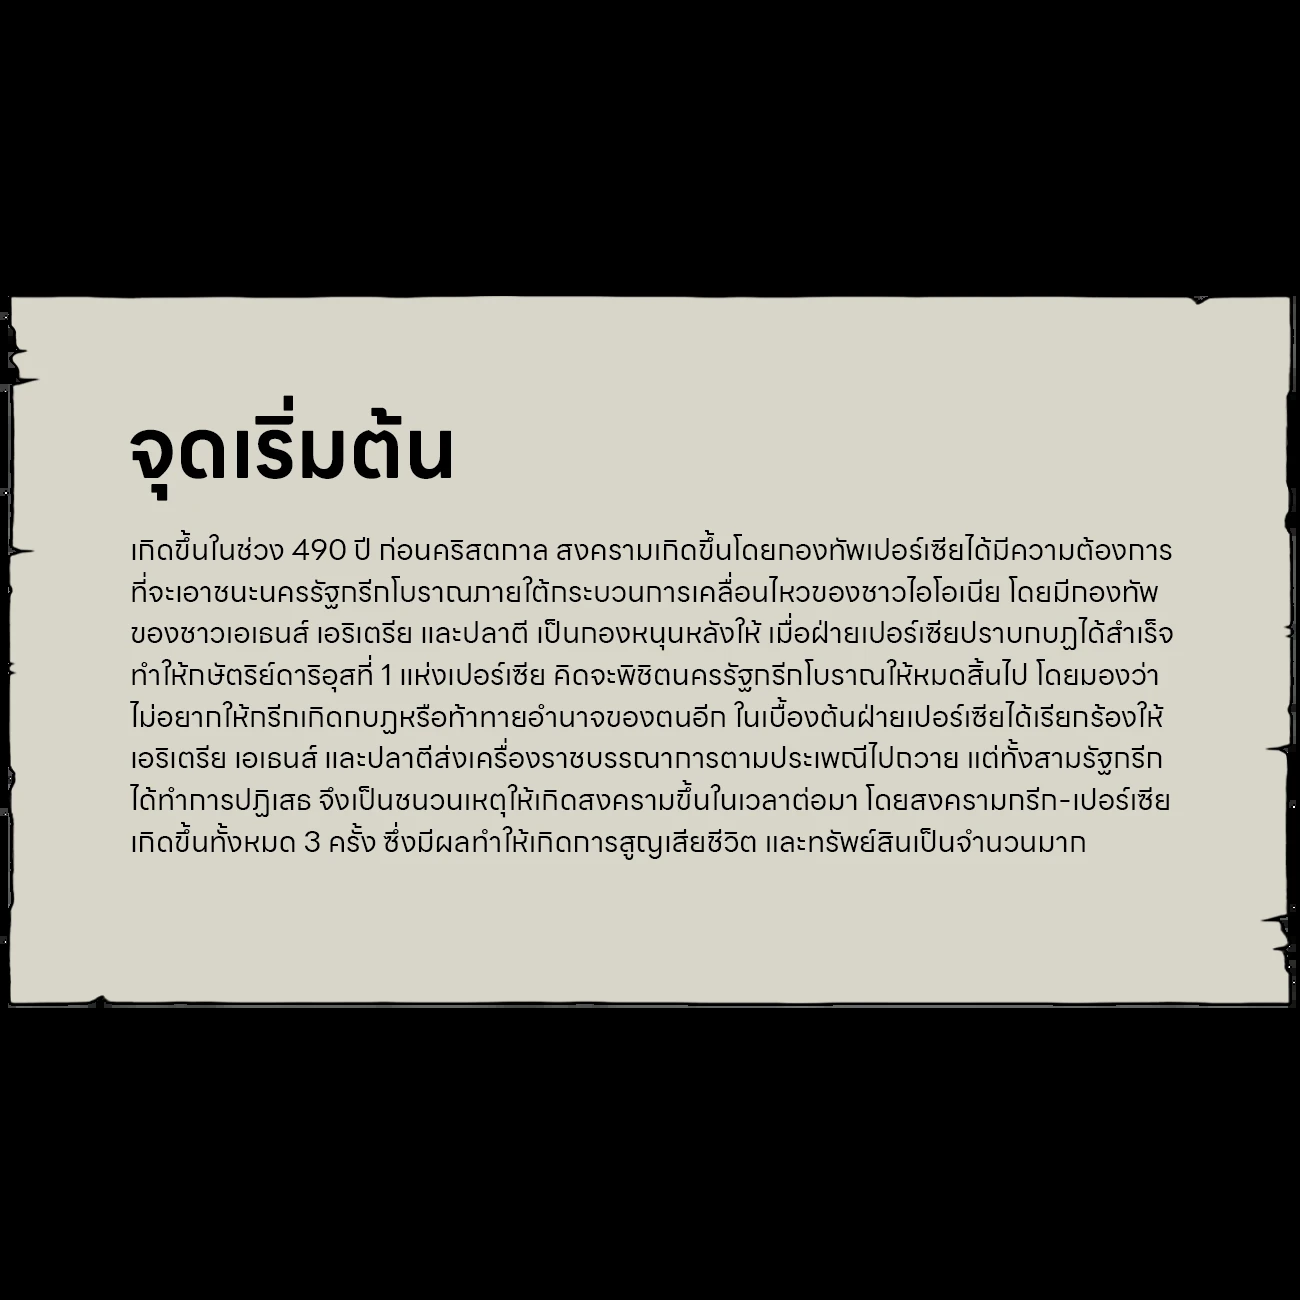 จุดเริ่มต้น
เกิดขึ้นในช่วง 490 ปี ก่อนคริสตกาล สงครามเกิดขึ้นโดยกองทัพเปอร์เซียได้มีความต้องการ
ที่จะเอาชนะนครรัฐกรีกโบราณภายใต้กระบวนการเคลื่อนไหวของชาวไอโอเนีย โดยมีกองทัพ
ของชาวเอเธนส์ เอริเตรีย และปลาตี เป็นกองหนุนหลังให้ เมื่อฝ่ายเปอร์เซียปราบกบฏได้สำเร็จ
ทำให้กษัตริย์ดาริอุสที่ 1 แห่งเปอร์เซีย คิดจะพิชิตนครรัฐกรีกโบราณให้หมดสิ้นไป โดยมองว่า
ไม่อยากให้กรีกเกิดกบฏหรือท้าทายอำนาจของตนอีก ในเบื้องต้นฝ่ายเปอร์เซียได้เรียกร้องให้
เอริเตรีย เอเธนส์ และปลาตีส่งเครื่องราชบรรณาการตามประเพณีไปถวาย แต่ทั้งสามรัฐกรีก
ได้ทำการปฏิเสธ จึงเป็นชนวนเหตุให้เกิดสงครามขึ้นในเวลาต่อมา โดยสงครามกรีก-เปอร์เซีย
เกิดขึ้นทั้งหมด 3 ครั้ง ซึ่งมีผลทำให้เกิดการสูญเสียชีวิต และทรัพย์สินเป็นจำนวนมาก